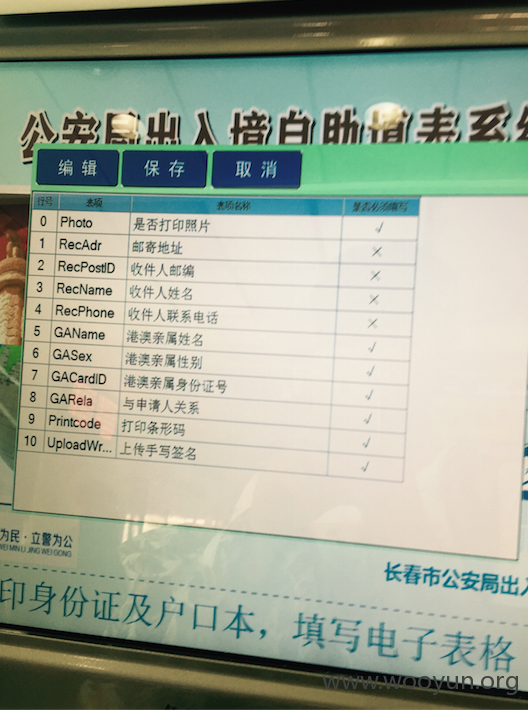 公安局出入境自助填表系
编辑 保存 取消
行号 表项 表项名称 是否必须填写
0 Photo 是否打印照片 √
1 RecAdr 邮寄地址 ×
2 RecPostID 收件人邮编 ×
3 RecName 收件人姓名 ×
4 RecPhone 收件人联系电话 ×
5 GAName 港澳亲属姓名 √
6 GASex 港澳亲属性别 √
7 GACardID 港澳亲属身份证号 √
8 GARela 与申请人关系 √
9 Printcode 打印条形码 √
10 UploadWr... 上传手写签名 √
为民·立警为公
WEI MIN LI JING WEI GONG
长春市公安局出入
印身份证及户口本，填写电子表格
www.wooyun.org